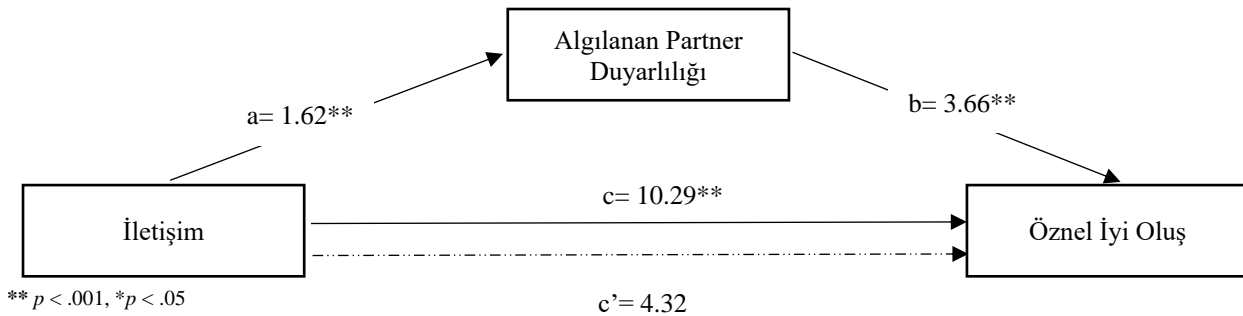 Algılanan Partner
Duyarlılığı
a= 1.62**
b= 3.66**
c= 10.29**
İletişim
Öznel İyi Oluş
** p < .001, *p < .05
c’= 4.32